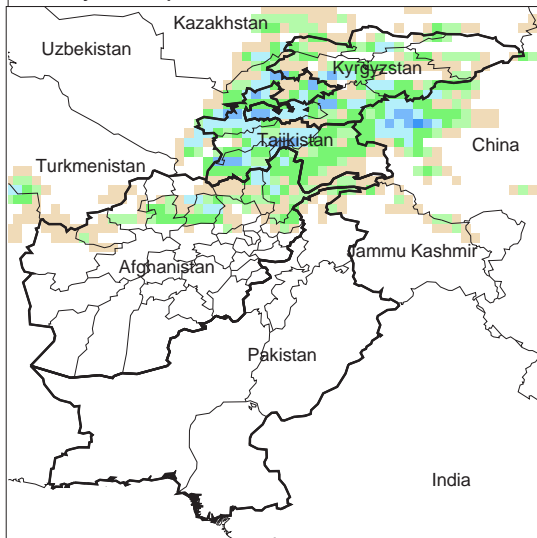 Kazakhstan
Uzbekistan
Kyrgyzstan
Tajikistan
China
Turkmenistan
Jammu Kashmir
Afghanistan
Pakistan
India